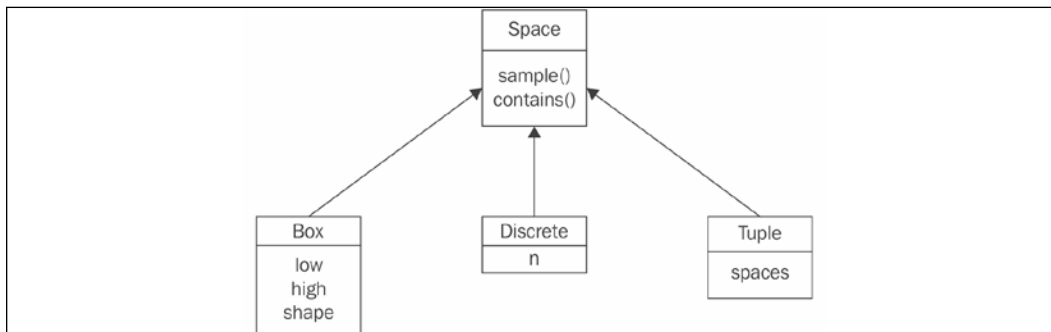 Space
sample()
contains()
Box
low
high
shape
Discrete
n
Tuple
spaces